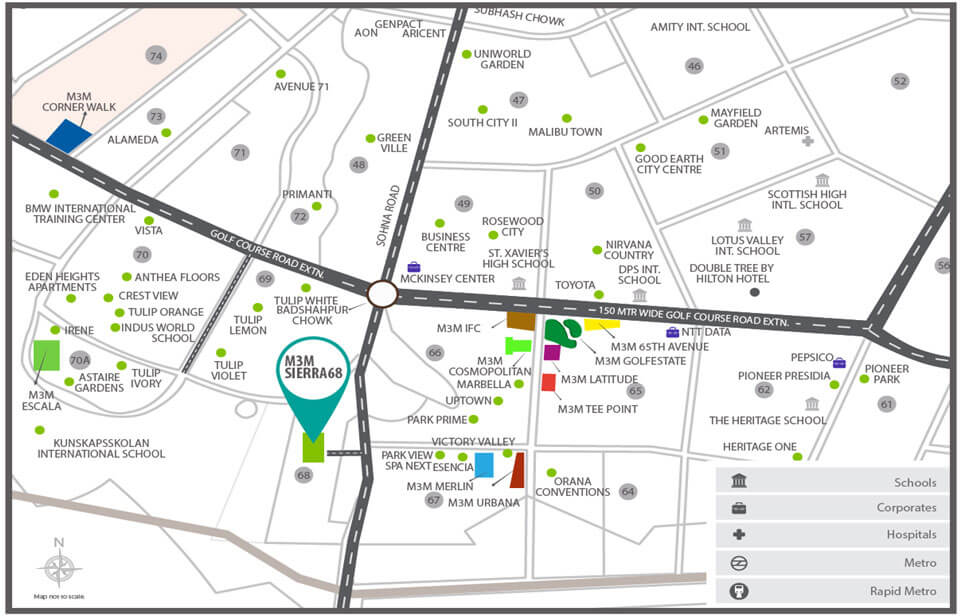 SUBHASH CHOWK
GENPACT
AON
ARICENT
AMITY INT. SCHOOL
74
UNIWORLD
GARDEN
46
52
AVENUE 71
M3M
CORNER WALK
47
73
ALAMEDA
SOUTH CITY II
MALIBU TOWN
MAYFIELD
GARDEN
ARTEMIS
GREEN
VILLE
71
48
51
GOOD EARTH
CITY CENTRE
PRIMANTI
72
50
SCOTTISH HIGH
INTL. SCHOOL
BMW INTERNATIONAL
TRAINING CENTER
VISTA
SOHNA ROAD
49
ROSEWOOD
CITY
BUSINESS
CENTRE
57
LOTUS VALLEY
INT. SCHOOL
GOLF COURSE ROAD EXTN.
70
NIRVANA
COUNTRY
ST. XAVIER'S
HIGH SCHOOL
DPS INT.
SCHOOL
DOUBLE TREE BY
HILTON HOTEL
56
EDEN HEIGHTS
APARTMENTS
ANTHEA FLOORS
69
MCKINSEY CENTER
TOYOTA
CREST VIEW
TULIP WHITE
BADSHAHPUR
CHOWK
TULIP ORANGE
TULIP
LEMON
150 MTR WIDE GOLF COURSE ROAD EXTN.
IRENE
INDUS WORLD
SCHOOL
M3M IFC
NTT DATA
M3M 65TH AVENUE
66
M3M GOLFESTATE
70A
TULIP
VIOLET
M3M
SIERRA68
M3M
COSMOPOLITAN
PEPSICO
PIONEER
PARK
ASTAIRE
GARDENS
TULIP
IVORY
M3M LATITUDE
MARBELLA
65
62
PIONEER PRESIDIA
M3M
ESCALA
UPTOWN
M3M TEE POINT
61
PARK PRIME
THE HERITAGE SCHOOL
KUNSKAPSSKOLAN
INTERNATIONAL SCHOOL
VICTORY VALLEY
HERITAGE ONE
PARK VIEW
SPA NEXT
ESENCIA
68
M3M MERLIN
ORANA
CONVENTIONS
64
67
M3M URBANA
Schools
Corporates
Hospitals
Metro
Rapid Metro
N
Map not to scale.